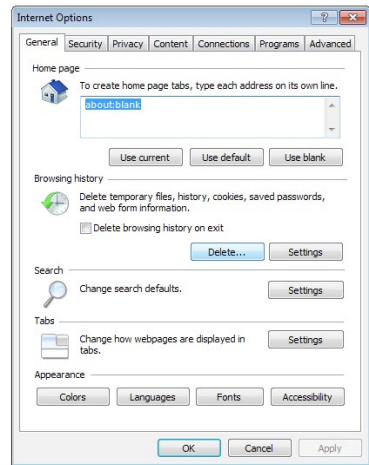 Internet Options
General Security Privacy Content Connections Programs Advanced
Home page
To create home page tabs, type each address on its own line.
about:blank
Use current Use default Use blank
Browsing history
Delete temporary files, history, cookies, saved passwords,
and web form information.
Delete browsing history on exit
Delete... Settings
Search
Change search defaults. Settings
Tabs
Change how webpages are displayed in
tabs.
Settings
Appearance
Colors Languages Fonts Accessibility
OK Cancel Apply